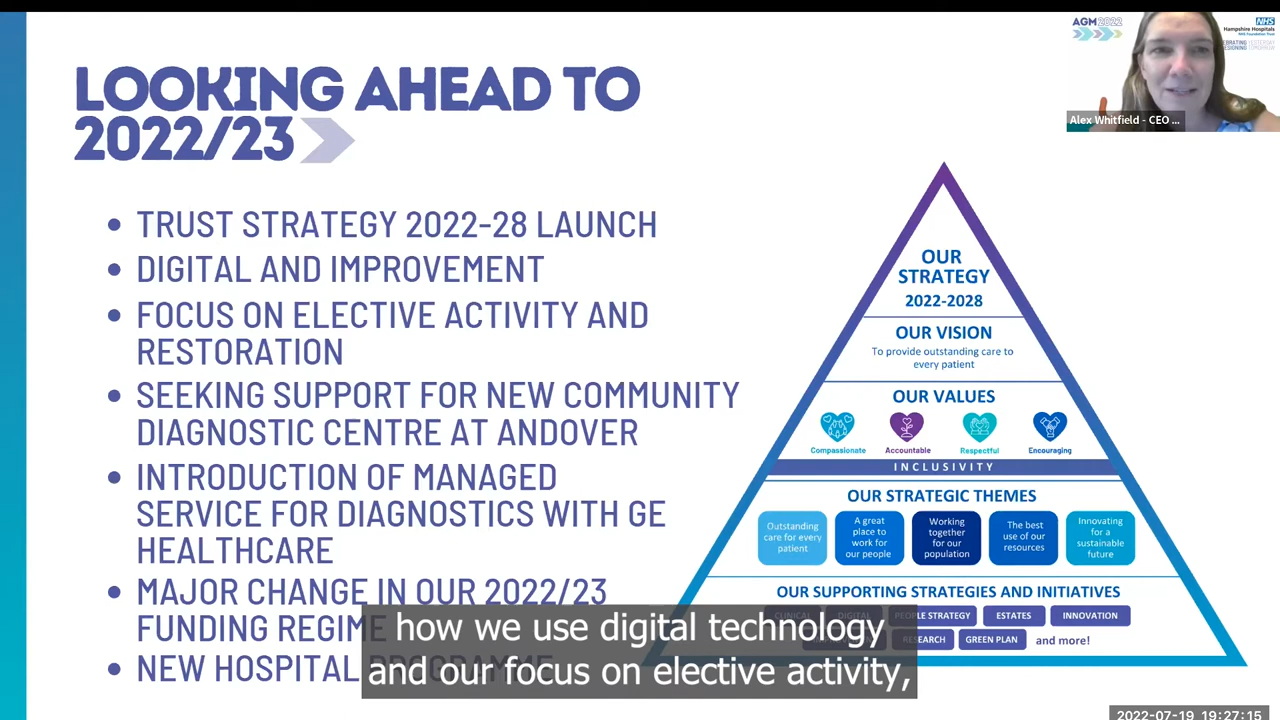 AGM2022
NHS
Hampshire Hospitals
NHS Foundation Trust
Alex Whitfield - CEO ...
LOOKING AHEAD TO
2022/23
TRUST STRATEGY 2022-28 LAUNCH
DIGITAL AND IMPROVEMENT
FOCUS ON ELECTIVE ACTIVITY AND
RESTORATION
SEEKING SUPPORT FOR NEW COMMUNITY
DIAGNOSTIC CENTRE AT ANDOVER
INTRODUCTION OF MANAGED
SERVICE FOR DIAGNOSTICS WITH GE
HEALTHCARE
MAJOR CHANGE IN OUR 2022/23
FUNDING REGIME
NEW HOSPITAL PROGRAMME
OUR
STRATEGY
2022-2028
OUR VISION
To provide outstanding care to
every patient
OUR VALUES
Compassionate Accountable Respectful Encouraging
INCLUSIVITY
OUR STRATEGIC THEMES
Outstanding
care for every
patient
A great
place to
work for
our people
Working
together
for our
population
The best
use of our
resources
Innovating
for a
sustainable
future
OUR SUPPORTING STRATEGIES AND INITIATIVES
CLINICAL DIGITAL PEOPLE STRATEGY ESTATES INNOVATION
RESEARCH GREEN PLAN and more!
how we use digital technology
and our focus on elective activity,
2022-07-19 19:27:15